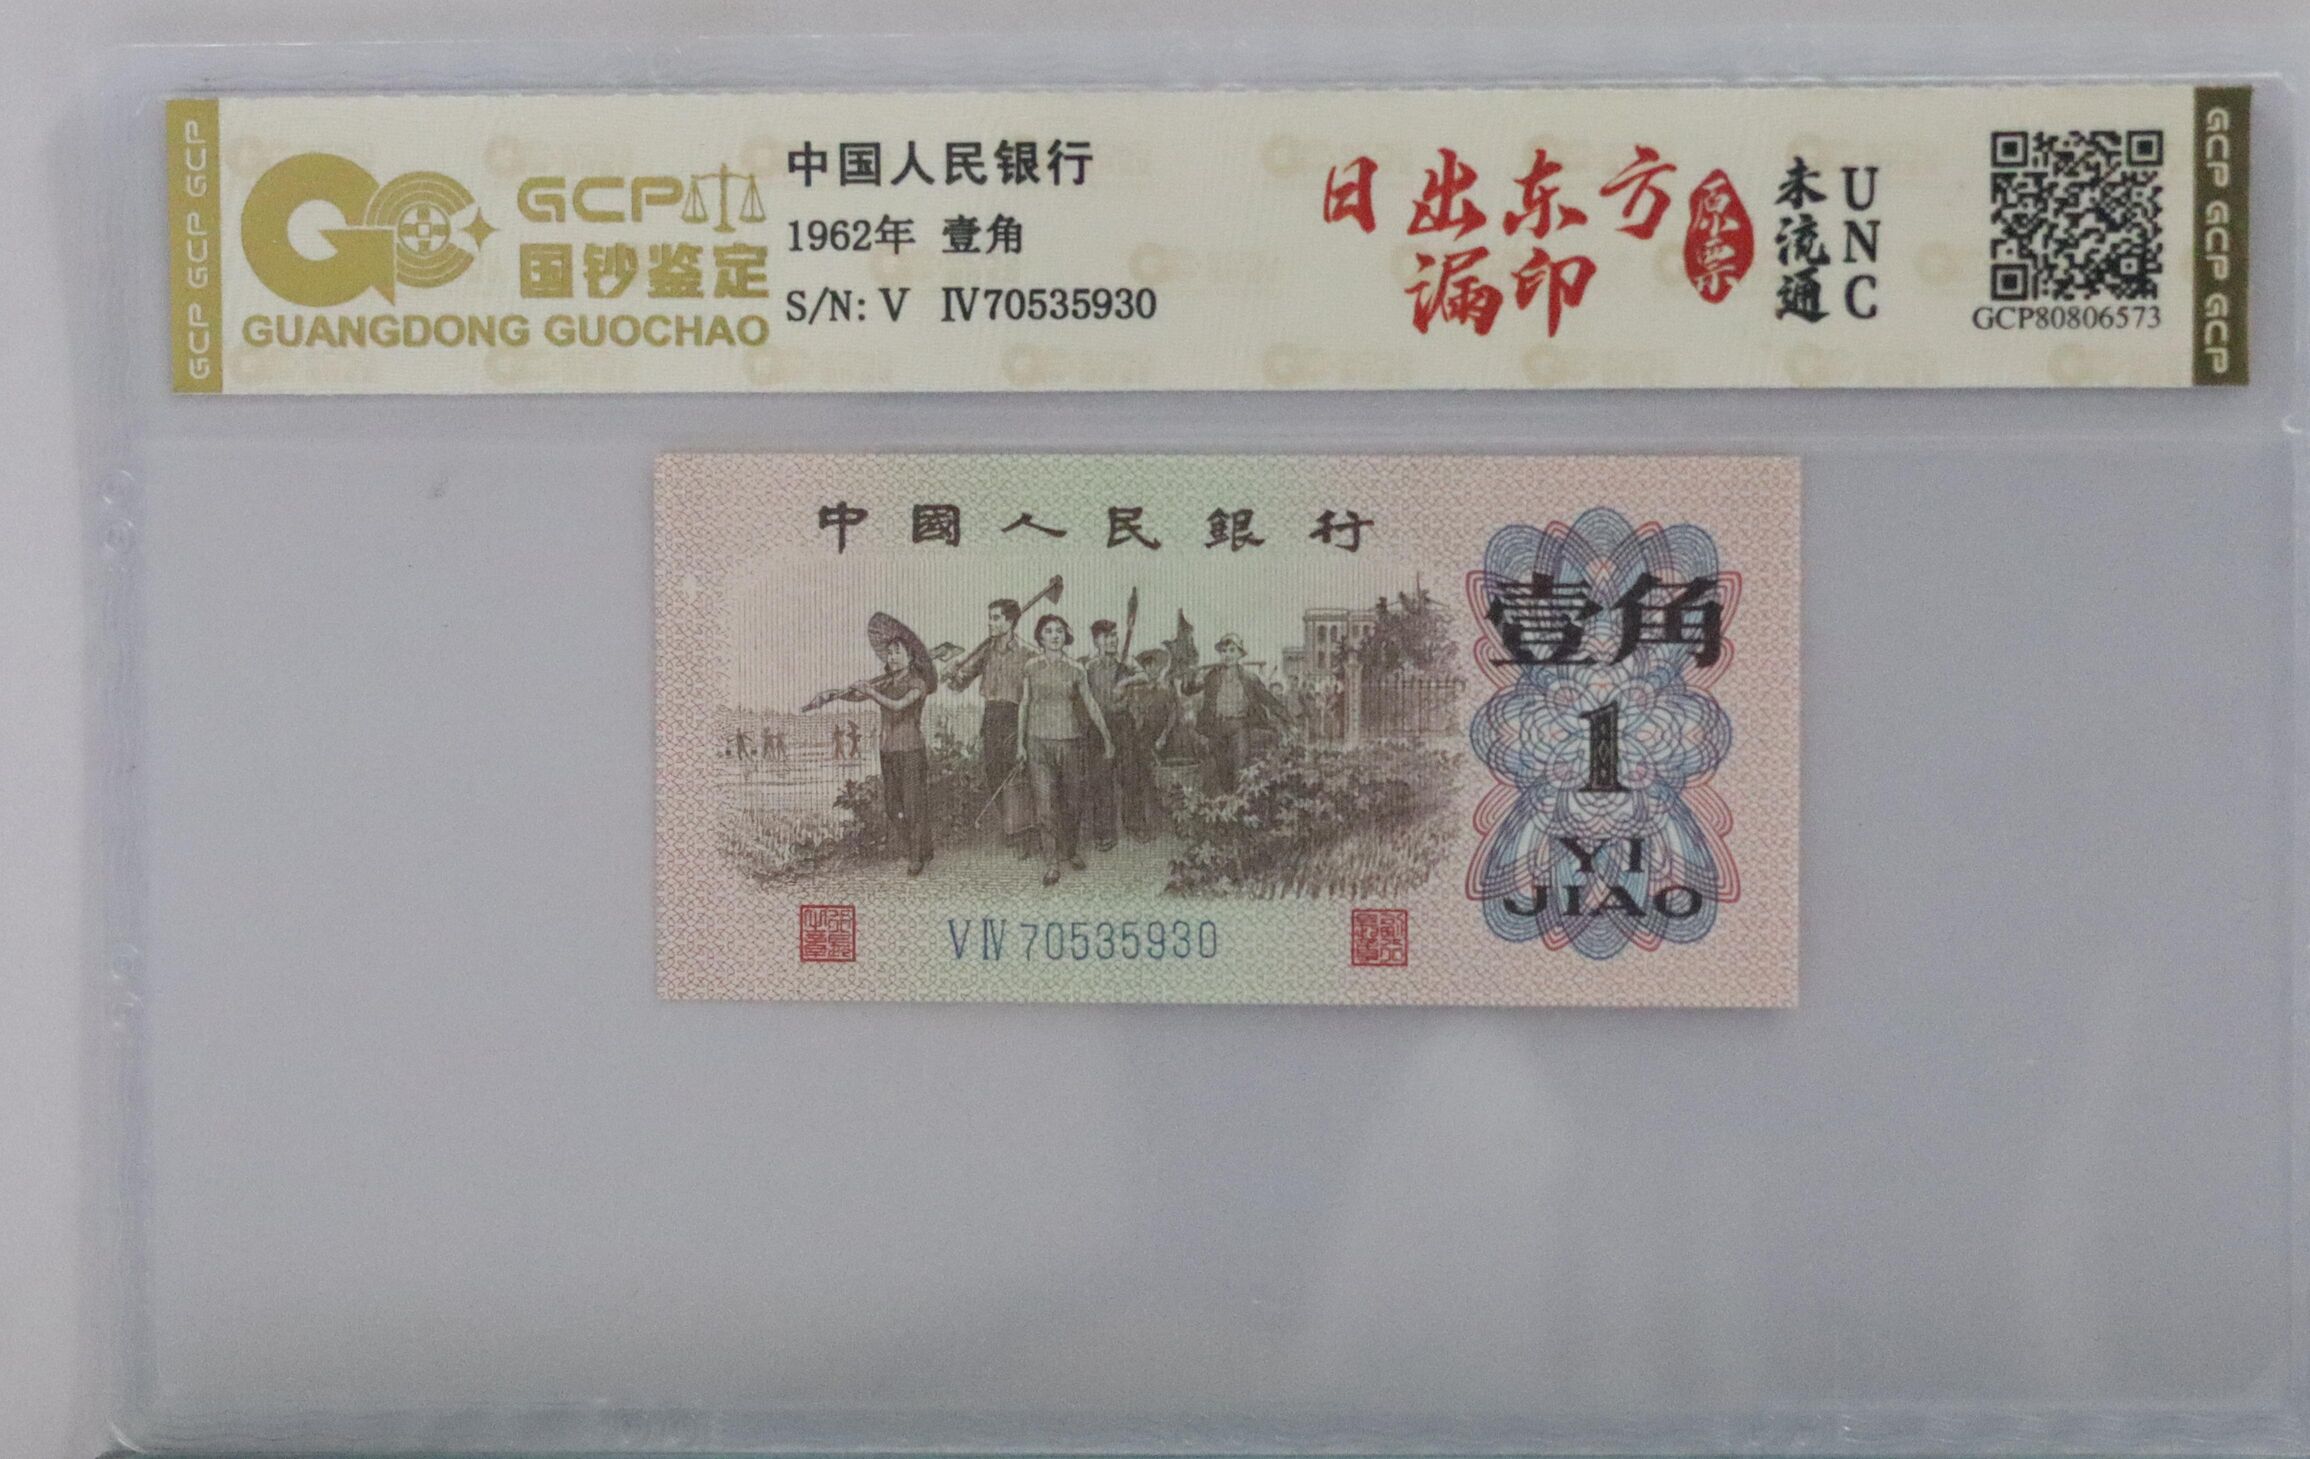 GCP GCP GCP
GCP
国钞鉴定
GUANGDONG GUOCHAO
中国人民银行
1962年 壹角
S/N: V Ⅳ70535930
日出东方
漏印
原票
未流通
UNC
GCP80806573
GCP GCP GCP
中國人民銀行
壹角
1
YI
JIAO
VⅣ70535930